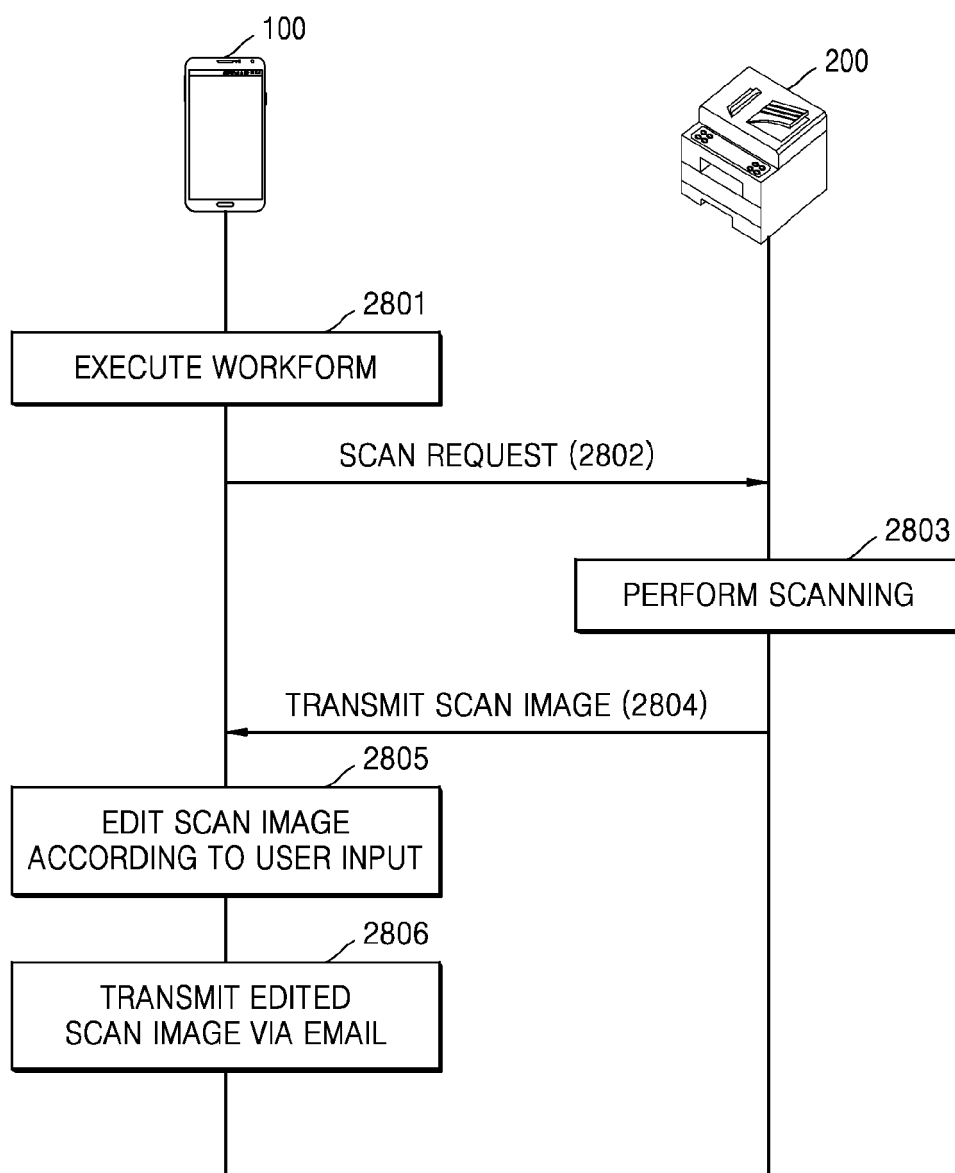 100
200
2801
EXECUTE WORKFORM
SCAN REQUEST (2802)
2803
PERFORM SCANNING
TRANSMIT SCAN IMAGE (2804)
2805
EDIT SCAN IMAGE
ACCORDING TO USER INPUT
2806
TRANSMIT EDITED
SCAN IMAGE VIA EMAIL